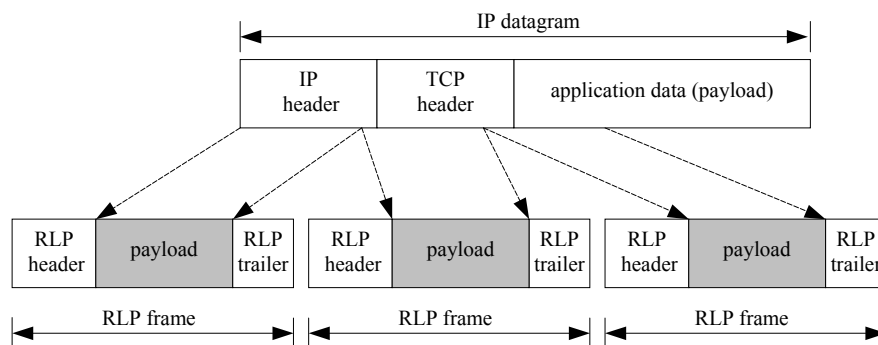 IP datagram
IP header
TCP header
application data (payload)
RLP header
payload
RLP trailer
RLP header
payload
RLP trailer
RLP header
payload
RLP trailer
RLP frame
RLP frame
RLP frame